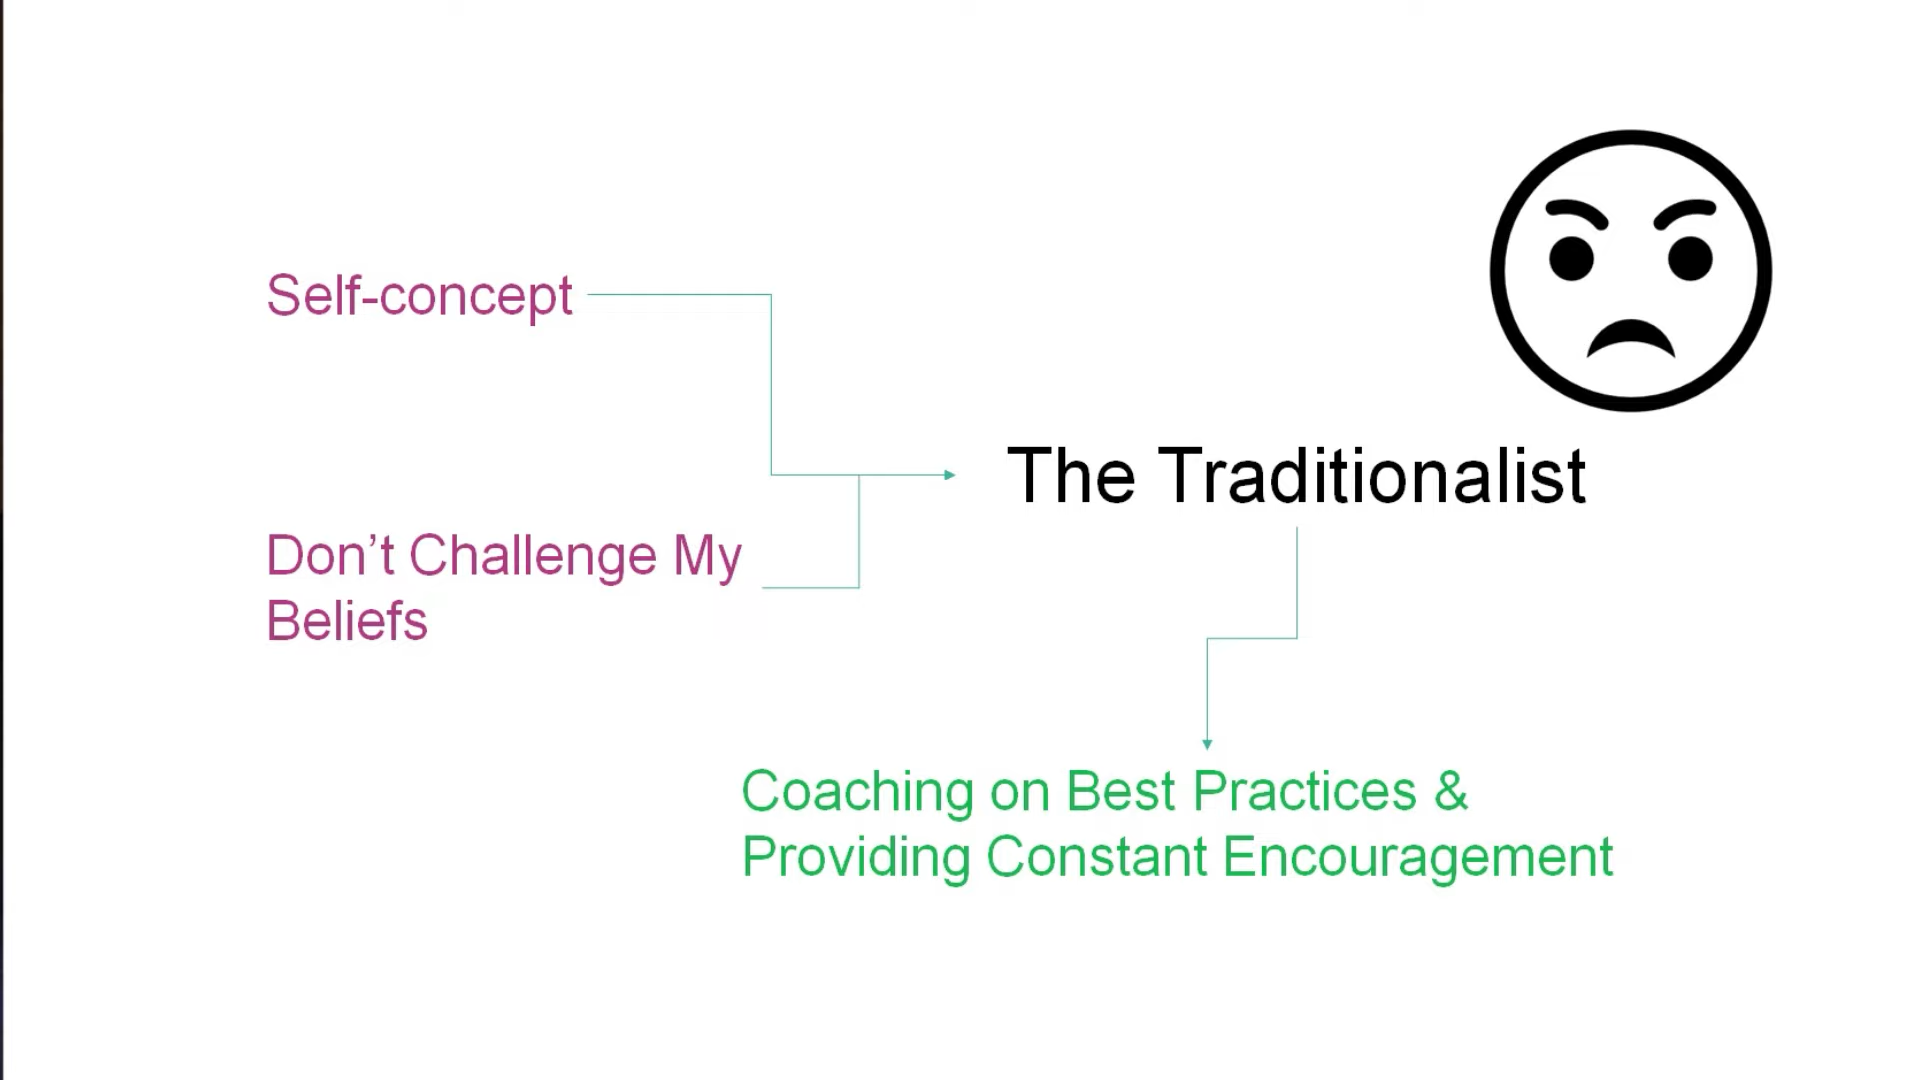 Self-concept
The Traditionalist
Don’t Challenge My
Beliefs
Coaching on Best Practices &
Providing Constant Encouragement